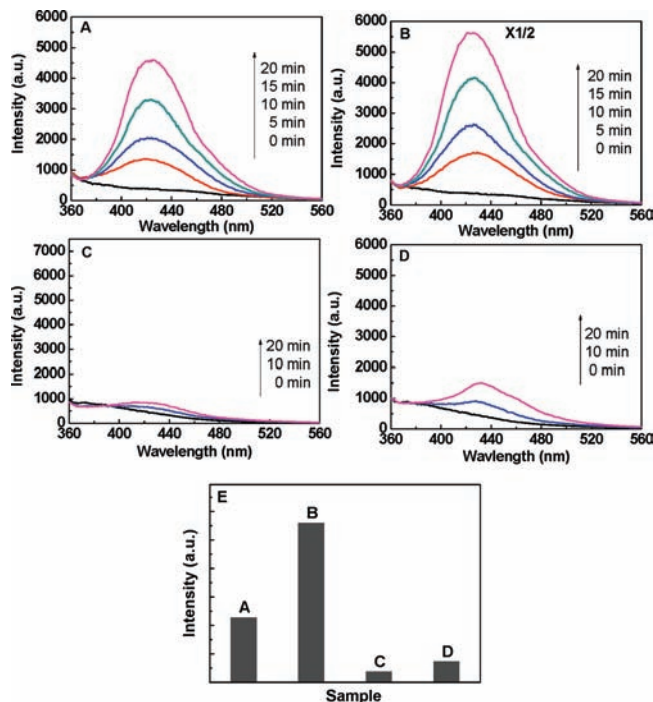 A
6000
5000
4000
3000
2000
1000
0
Intensity (a.u.)
20 min
15 min
10 min
5 min
0 min
360 400 440 480 520 560
Wavelength (nm)
B
X1/2
6000
5000
4000
3000
2000
1000
0
Intensity (a.u.)
20 min
15 min
10 min
5 min
0 min
360 400 440 480 520 560
Wavlength (nm)
C
7000
6000
5000
4000
3000
2000
1000
0
Intensity (a.u.)
20 min
10 min
0 min
360 400 440 480 520 560
Wavlength (nm)
D
6000
5000
4000
3000
2000
1000
0
Intensity (a.u.)
20 min
10 min
0 min
360 400 440 480 520 560
Wavelength (nm)
E
Intensity (a.u.)
A
B
C
D
Sample